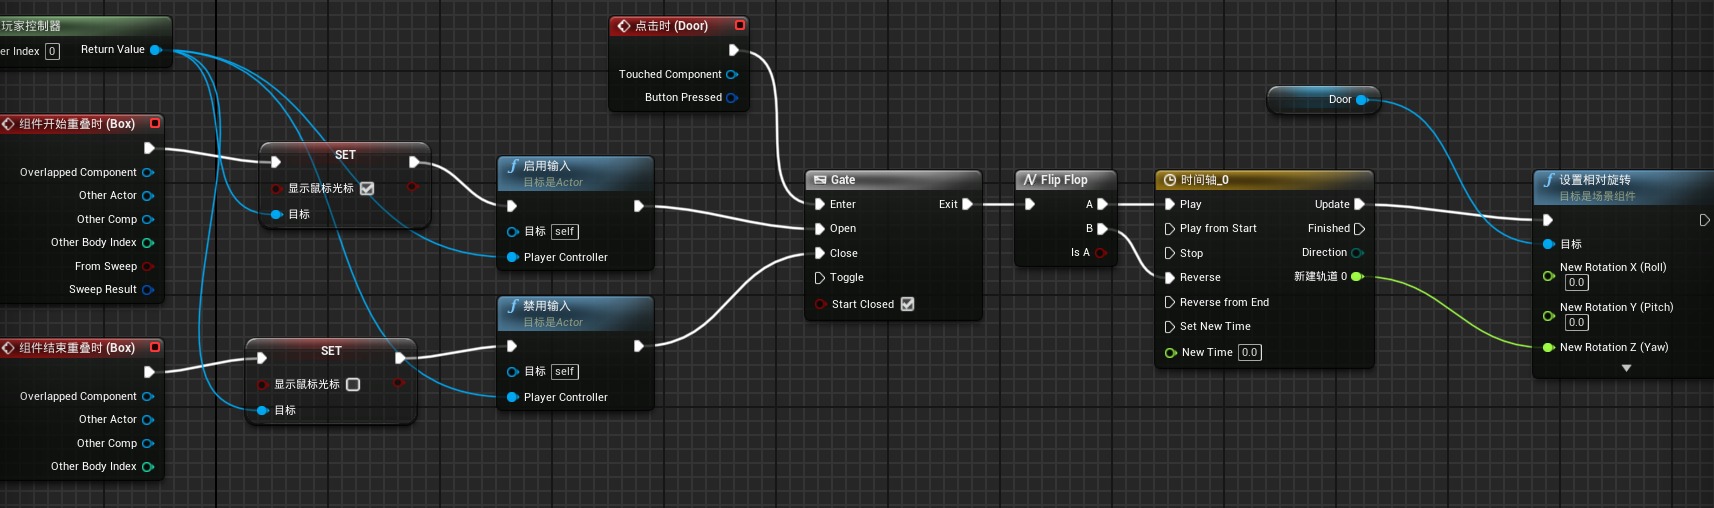 玩家控制器
er Index 0
Return Value
组件开始重叠时 (Box)
Overlapped Component
Other Actor
Other Comp
Other Body Index
From Sweep
Sweep Result
组件结束重叠时 (Box)
Overlapped Component
Other Actor
Other Comp
Other Body Index
SET
显示鼠标光标
目标
SET
显示鼠标光标
目标
启用输入
目标是Actor
目标 self
Player Controller
禁用输入
目标是Actor
目标 self
Player Controller
点击时 (Door)
Touched Component
Button Pressed
Gate
Enter
Exit
Open
Close
Toggle
Start Closed
Flip Flop
A
B
Is A
时间轴_0
Play
Update
Play from Start
Finished
Stop
Direction
Reverse
新建轨道 0
Reverse from End
Set New Time
New Time 0.0
Door
设置相对旋转
目标是场景组件
目标
New Rotation X (Roll)
0.0
New Rotation Y (Pitch)
0.0
New Rotation Z (Yaw)